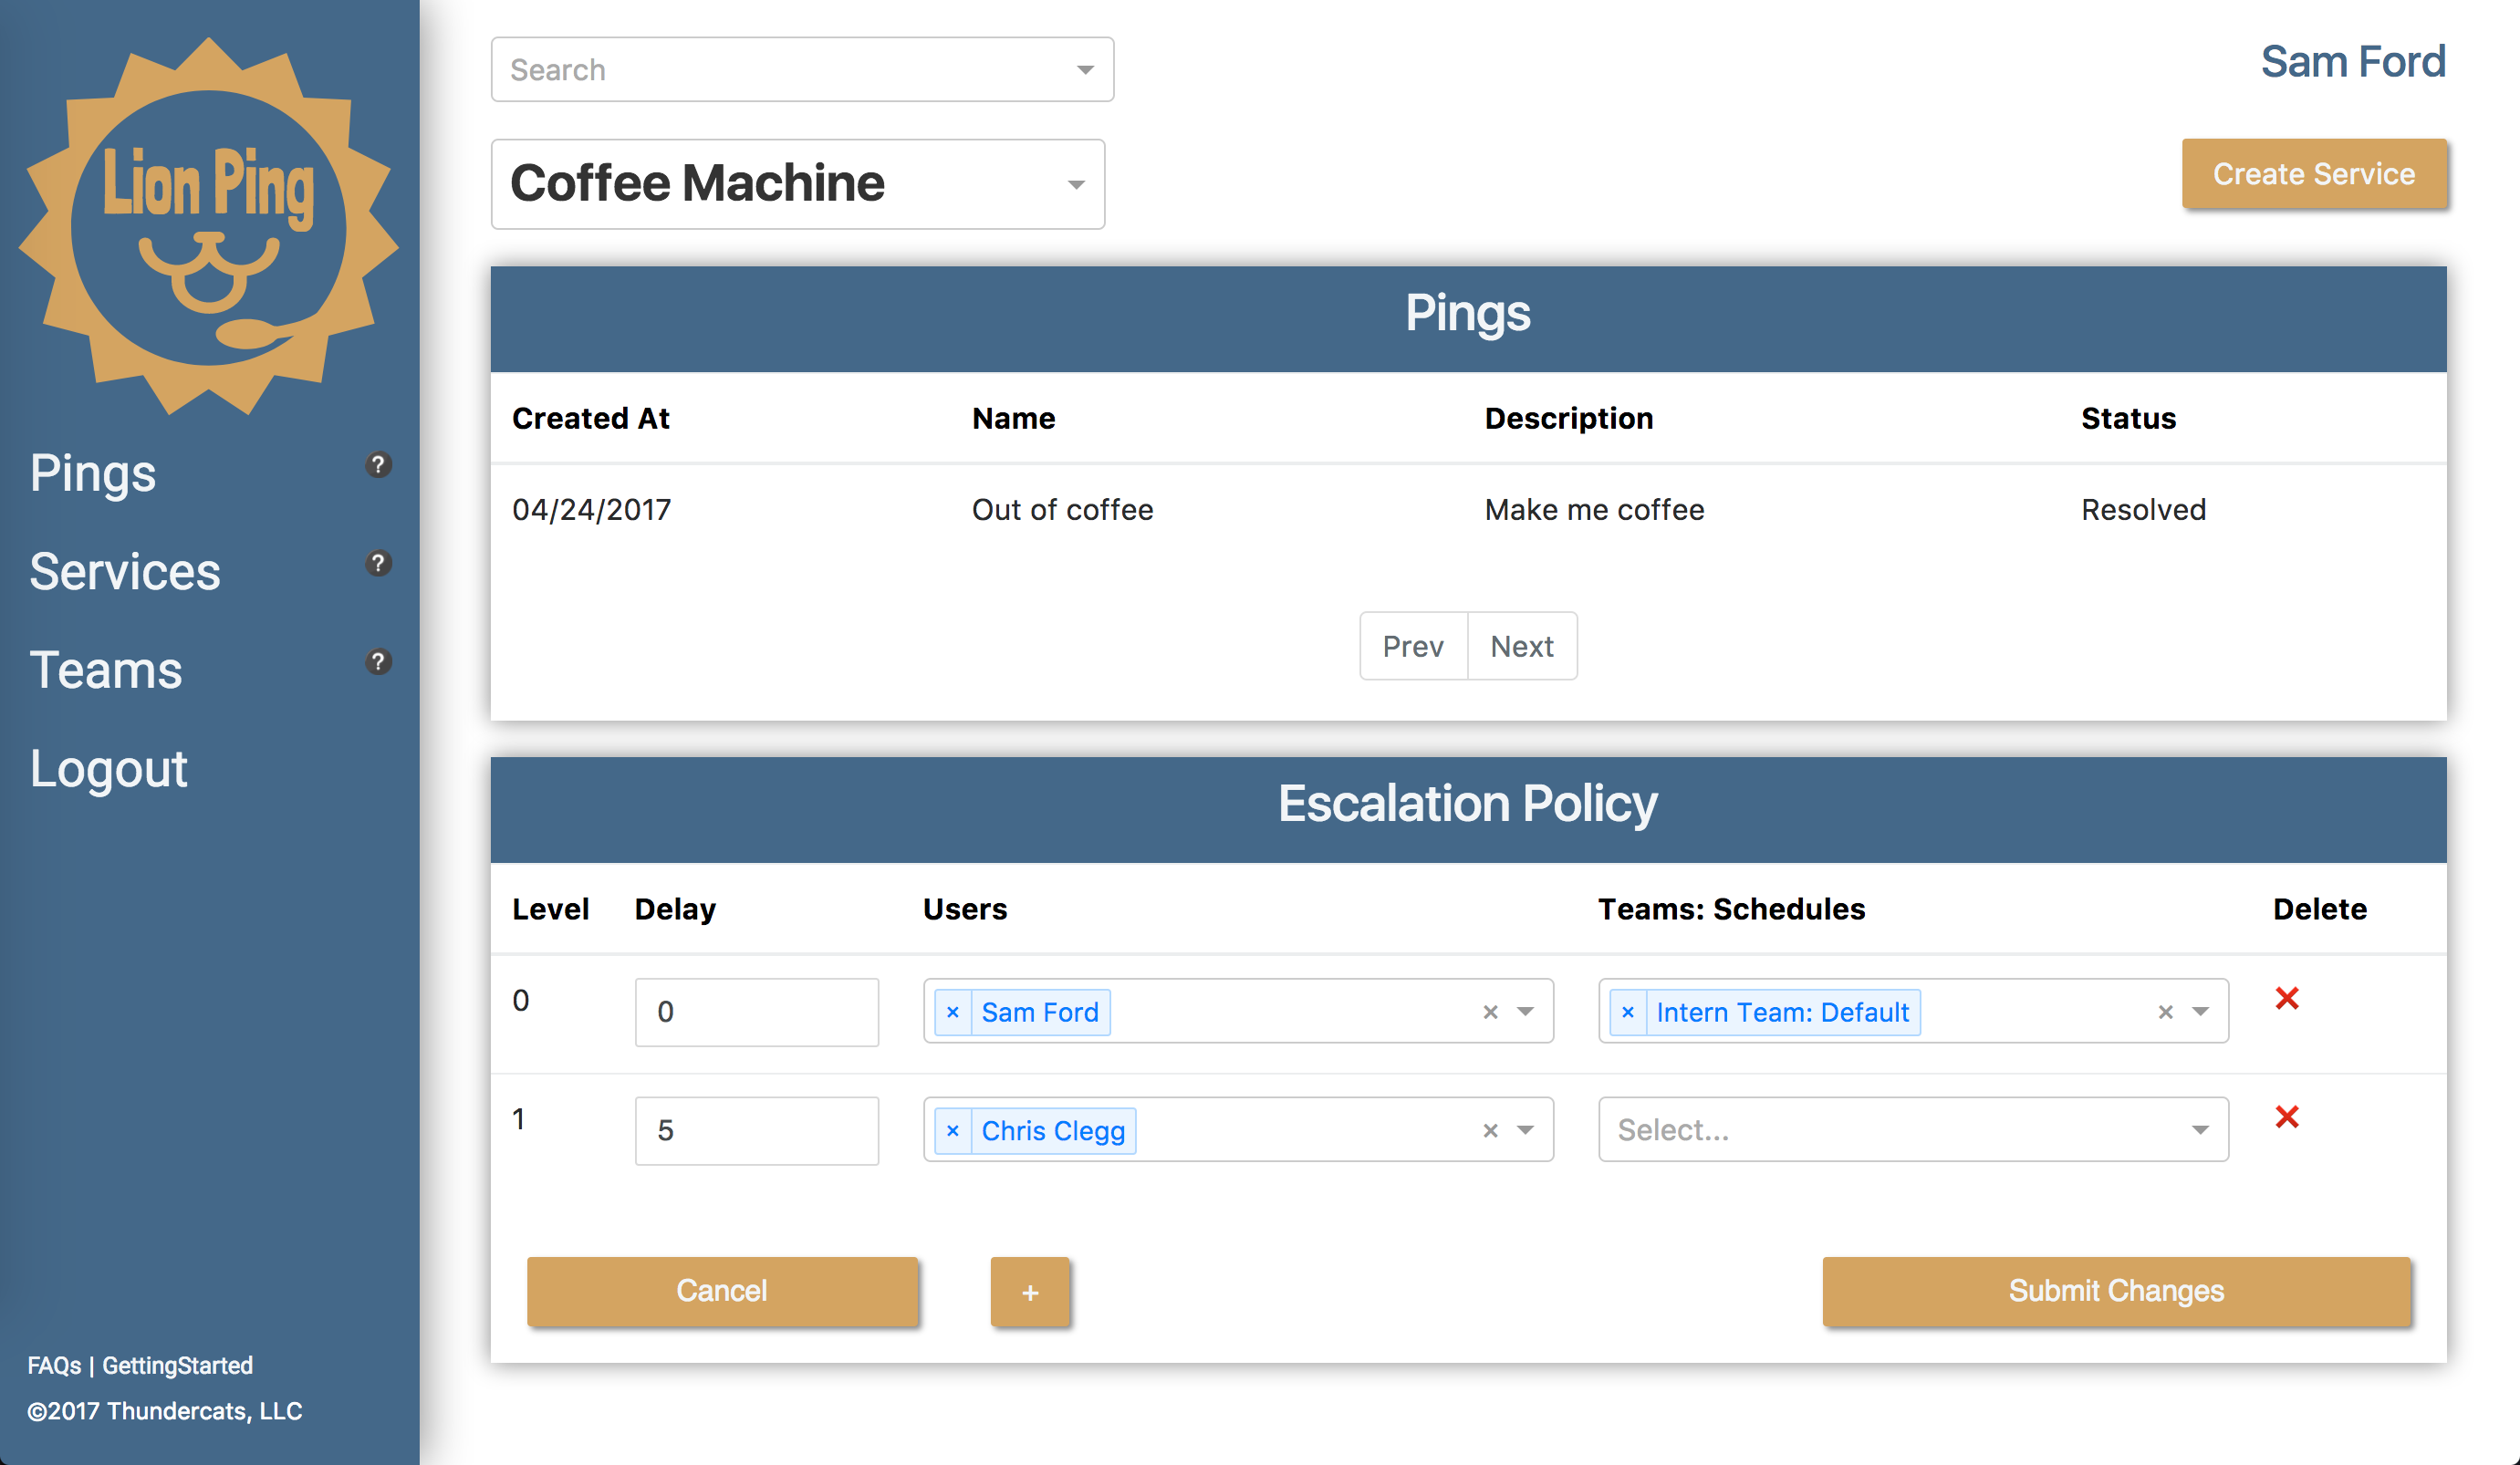 Lion Ping
Pings ?
Services ?
Teams ?
Logout
FAQs | GettingStarted
©2017 Thundercats, LLC
Search
Sam Ford
Coffee Machine
Create Service
Pings
Created At Name Description Status
04/24/2017 Out of coffee Make me coffee Resolved
Prev Next
Escalation Policy
Level Delay Users Teams: Schedules Delete
0 0 × Sam Ford × × Intern Team: Default ×
1 5 × Chris Clegg × Select...
Cancel + Submit Changes